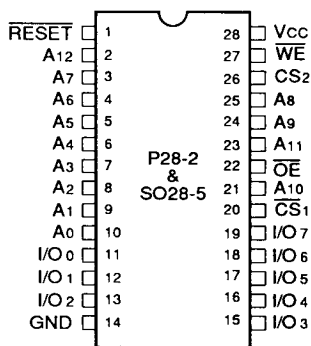 RESET 1 28 Vcc
A12 2 27 WE
A7 3 26 CS2
A6 4 25 A8
A5 5 24 A9
A4 6 23 A11
A3 7 P28-2 22 OE
& 
A2 8 SO28-5 21 A10
A1 9 20 CS1
A0 10 19 I/O7
I/O0 11 18 I/O6
I/O1 12 17 I/O5
I/O2 13 16 I/O4
GND 14 15 I/O3